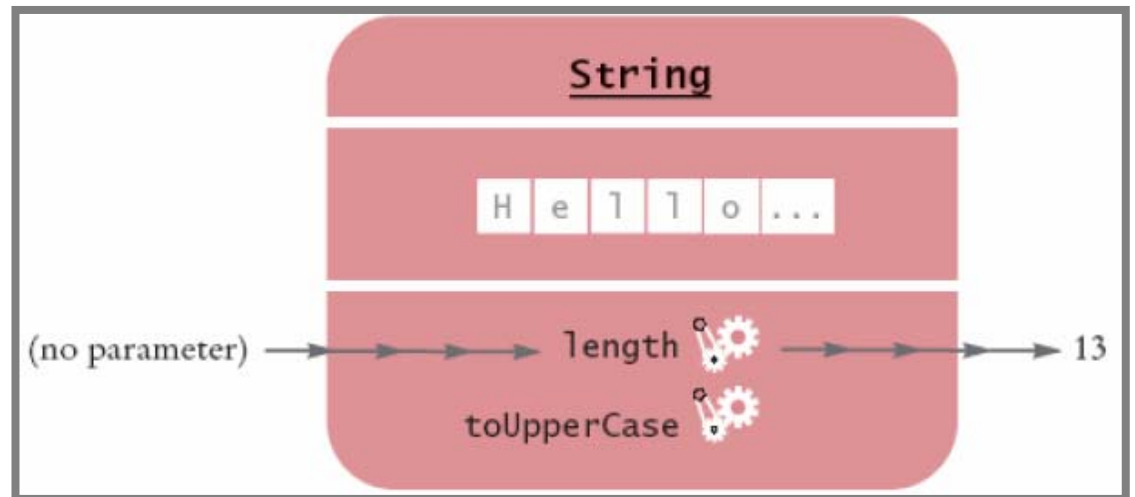 String
H e l l o ...
(no parameter) length 13
toUpperCase